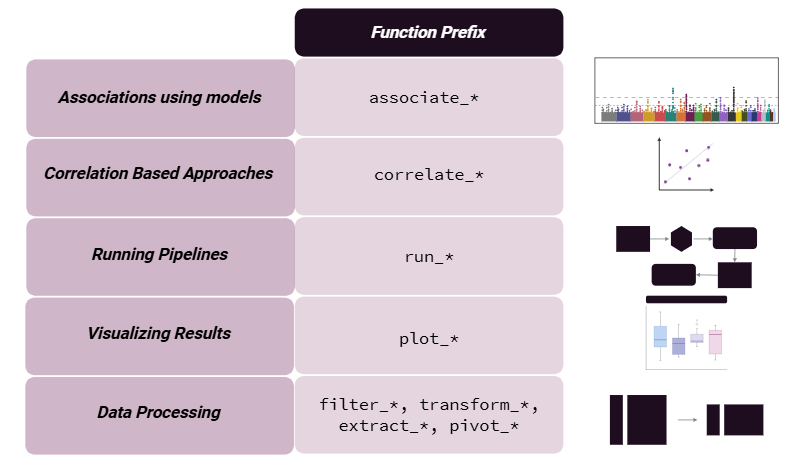 Function Prefix
Associations using models
associate_*
Correlation Based Approaches
correlate_*
Running Pipelines
run_*
Visualizing Results
plot_*
Data Processing
filter_*, transform_*,
extract_*, pivot_*